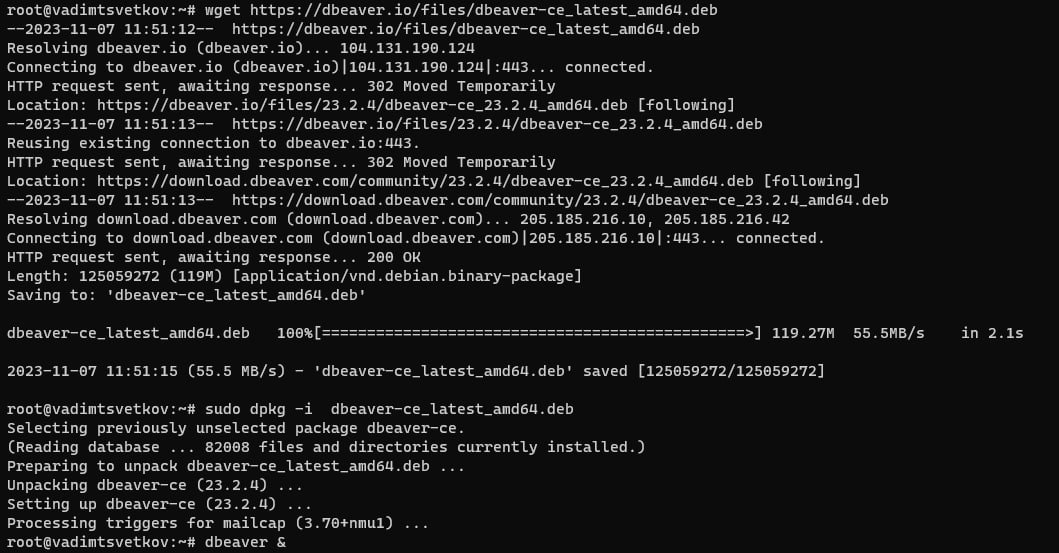 root@vadimtsvetkov:~# wget https://dbeaver.io/files/dbeaver-ce_latest_amd64.deb
--2023-11-07 11:51:12--  https://dbeaver.io/files/dbeaver-ce_latest_amd64.deb
Resolving dbeaver.io (dbeaver.io)... 104.131.190.124
Connecting to dbeaver.io (dbeaver.io)|104.131.190.124|:443... connected.
HTTP request sent, awaiting response... 302 Moved Temporarily
Location: https://dbeaver.io/files/23.2.4/dbeaver-ce_23.2.4_amd64.deb [following]
--2023-11-07 11:51:13--  https://dbeaver.io/files/23.2.4/dbeaver-ce_23.2.4_amd64.deb
Reusing existing connection to dbeaver.io:443.
HTTP request sent, awaiting response... 302 Moved Temporarily
Location: https://download.dbeaver.com/community/23.2.4/dbeaver-ce_23.2.4_amd64.deb [following]
--2023-11-07 11:51:13--  https://download.dbeaver.com/community/23.2.4/dbeaver-ce_23.2.4_amd64.deb
Resolving download.dbeaver.com (download.dbeaver.com)... 205.185.216.10, 205.185.216.42
Connecting to download.dbeaver.com (download.dbeaver.com)|205.185.216.10|:443... connected.
HTTP request sent, awaiting response... 200 OK
Length: 125059272 (119M) [application/vnd.debian.binary-package]
Saving to: 'dbeaver-ce_latest_amd64.deb'
dbeaver-ce_latest_amd64.deb   100%[===============================================>] 119.27M  55.5MB/s    in 2.1s
2023-11-07 11:51:15 (55.5 MB/s) - 'dbeaver-ce_latest_amd64.deb' saved [125059272/125059272]
root@vadimtsvetkov:~# sudo dpkg -i  dbeaver-ce_latest_amd64.deb
Selecting previously unselected package dbeaver-ce.
(Reading database ... 82008 files and directories currently installed.)
Preparing to unpack dbeaver-ce_latest_amd64.deb ...
Unpacking dbeaver-ce (23.2.4) ...
Setting up dbeaver-ce (23.2.4) ...
Processing triggers for mailcap (3.70+nmu1) ...
root@vadimtsvetkov:~# dbeaver &